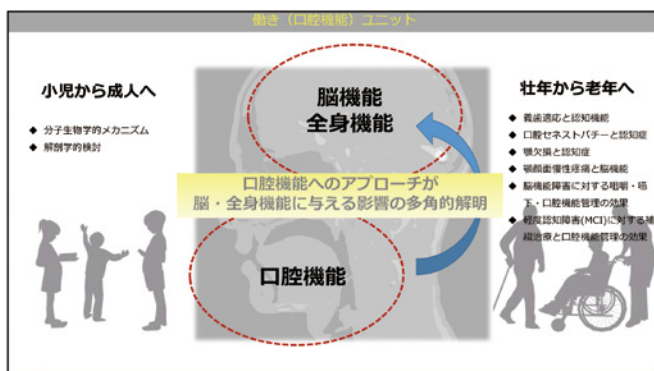 働き（口腔機能）ユニット
小児から成人へ
◆ 分子生物学的メカニズム
◆ 解剖学的検討
脳機能
全身機能
口腔機能へのアプローチが
脳・全身機能に与える影響の多角的解明
口腔機能
壮年から老年へ
◆ 義歯適応と認知機能
◆ 口腔セネストパチーと認知症
◆ 顎欠損と認知症
◆ 顎顔面慢性疼痛と脳機能
◆ 脳機能障害に対する咀嚼・嚥
下・口腔機能管理の効果
◆ 軽度認知障害(MCI)に対する補
綴治療と口腔機能管理の効果